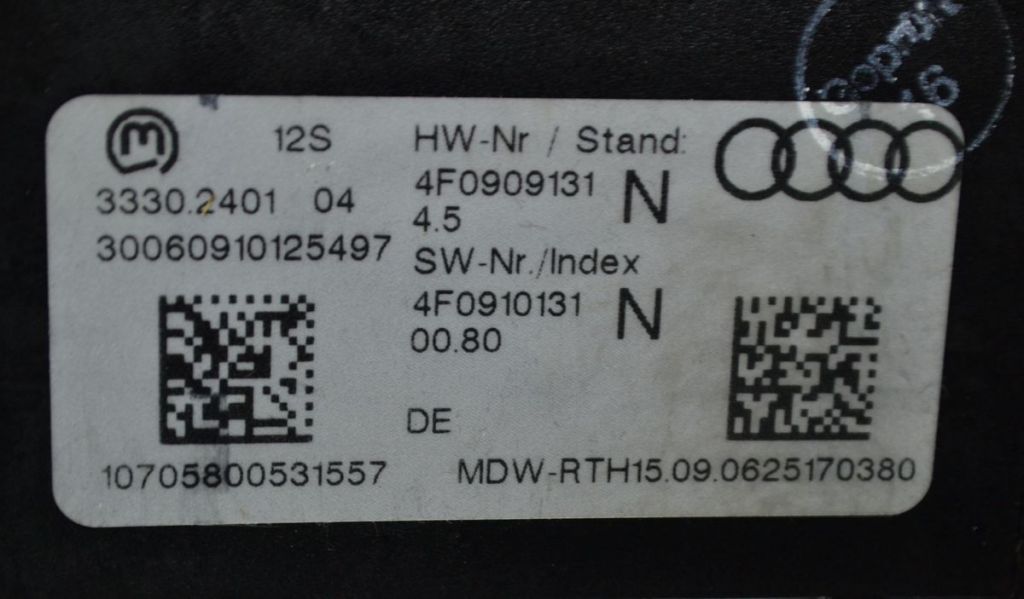 12S
3330.2401 04
30060910125497
HW-Nr / Stand:
4F0909131 N
4.5
SW-Nr./Index
4F0910131 N
00.80
DE
10705800531557
MDW-RTH15.09.0625170380